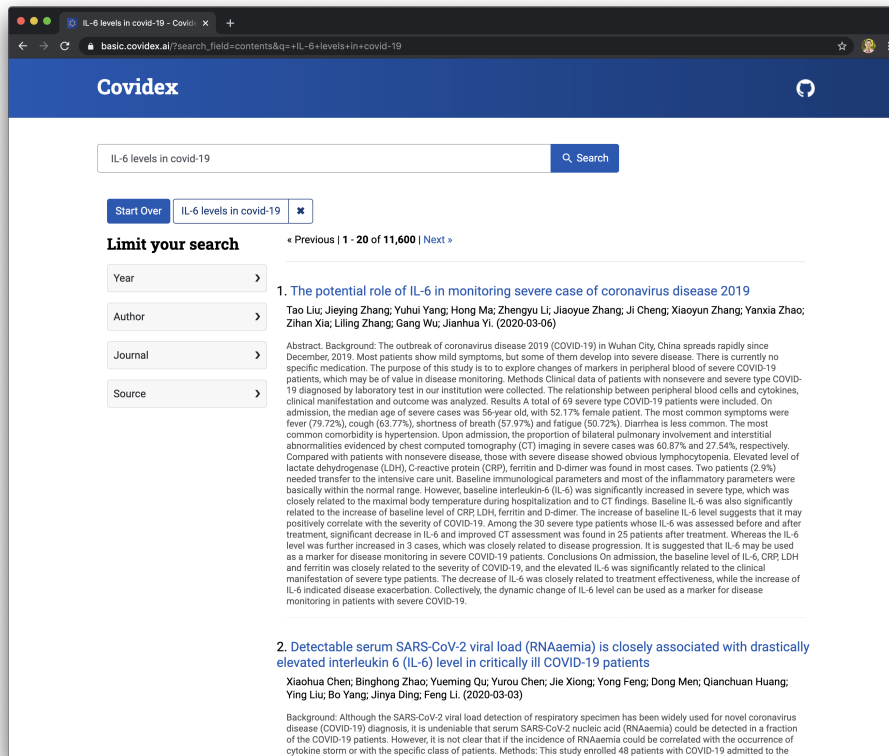 IL-6 levels in covid-19 - Covid
basic.covidex.ai/?search_field=contents&q=+IL-6+levels+in+covid-19
Covidex
IL-6 levels in covid-19
Search
Start Over
IL-6 levels in covid-19
Limit your search
« Previous | 1 - 20 of 11,600 | Next »
Year
Author
Journal
Source
1. The potential role of IL-6 in monitoring severe case of coronavirus disease 2019
Tao Liu; Jieying Zhang; Yuhui Yang; Hong Ma; Zhengyu Li; Jiaoyue Zhang; Ji Cheng; Xiaoyun Zhang; Yanxia Zhao;
Zihan Xia; Liling Zhang; Gang Wu; Jianhua Yi. (2020-03-06)
Abstract. Background: The outbreak of coronavirus disease 2019 (COVID-19) in Wuhan City, China spreads rapidly since
December, 2019. Most patients show mild symptoms, but some of them develop into severe disease. There is currently no
specific medication. The purpose of this study is to to explore changes of markers in peripheral blood of severe COVID-19
patients, which may be of value in disease monitoring. Methods Clinical data of patients with nonsevere and severe type COVID-
19 diagnosed by laboratory test in our institution were collected. The relationship between peripheral blood cells and cytokines,
clinical manifestation and outcome was analyzed. Results A total of 69 severe type COVID-19 patients were included. On
admission, the median age of severe cases was 56-year old, with 52.17% female patient. The most common symptoms were
fever (79.72%), cough (63.77%), shortness of breath (57.97%) and fatigue (50.72%). Diarrhea is less common. The most
common comorbidity is hypertension. Upon admission, the proportion of bilateral pulmonary involvement and interstitial
abnormalities evidenced by chest computed tomography (CT) imaging in severe cases was 60.87% and 27.54%, respectively.
Compared with patients with nonsevere disease, those with severe disease showed obvious lymphocytopenia. Elevated level of
lactate dehydrogenase (LDH), C-reactive protein (CRP), ferritin and D-dimer was found in most cases. Two patients (2.9%)
needed transfer to the intensive care unit. Baseline immunological parameters and most of the inflammatory parameters were
basically within the normal range. However, baseline interleukin-6 (IL-6) was significantly increased in severe type, which was
closely related to the maximal body temperature during hospitalization and to CT findings. Baseline IL-6 was also significantly
related to the increase of baseline level of CRP, LDH, ferritin and D-dimer. The increase of baseline IL-6 level suggests that it may
positively correlate with the severity of COVID-19. Among the 30 severe type patients whose IL-6 was assessed before and after
treatment, significant decrease in IL-6 and improved CT assessment was found in 25 patients after treatment. Whereas the IL-6
level was further increased in 3 cases, which was closely related to disease progression. It is suggested that IL-6 may be used
as a marker for disease monitoring in severe COVID-19 patients. Conclusions On admission, the baseline level of IL-6, CRP, LDH
and ferritin was closely related to the severity of COVID-19, and the elevated IL-6 was significantly related to the clinical
manifestation of severe type patients. The decrease of IL-6 was closely related to treatment effectiveness, while the increase of
IL-6 indicated disease exacerbation. Collectively, the dynamic change of IL-6 level can be used as a marker for disease
monitoring in patients with severe COVID-19.
2. Detectable serum SARS-CoV-2 viral load (RNAaemia) is closely associated with drastically
elevated interleukin 6 (IL-6) level in critically ill COVID-19 patients
Xiaohua Chen; Binghong Zhao; Yueming Qu; Yurou Chen; Jie Xiong; Yong Feng; Dong Men; Qianchuan Huang;
Ying Liu; Bo Yang; Jinya Ding; Feng Li. (2020-03-03)
Background: Although the SARS-CoV-2 viral load detection of respiratory specimen has been widely used for novel coronavirus
disease (COVID-19) diagnosis, it is undeniable that serum SARS-CoV-2 nucleic acid (RNAaemia) could be detected in a fraction
of the COVID-19 patients. However, it is not clear that if the incidence of RNAaemia could be correlated with the occurrence of
cytokine storm or with the specific class of patients. Methods: This study enrolled 48 patients with COVID-19 admitted to the